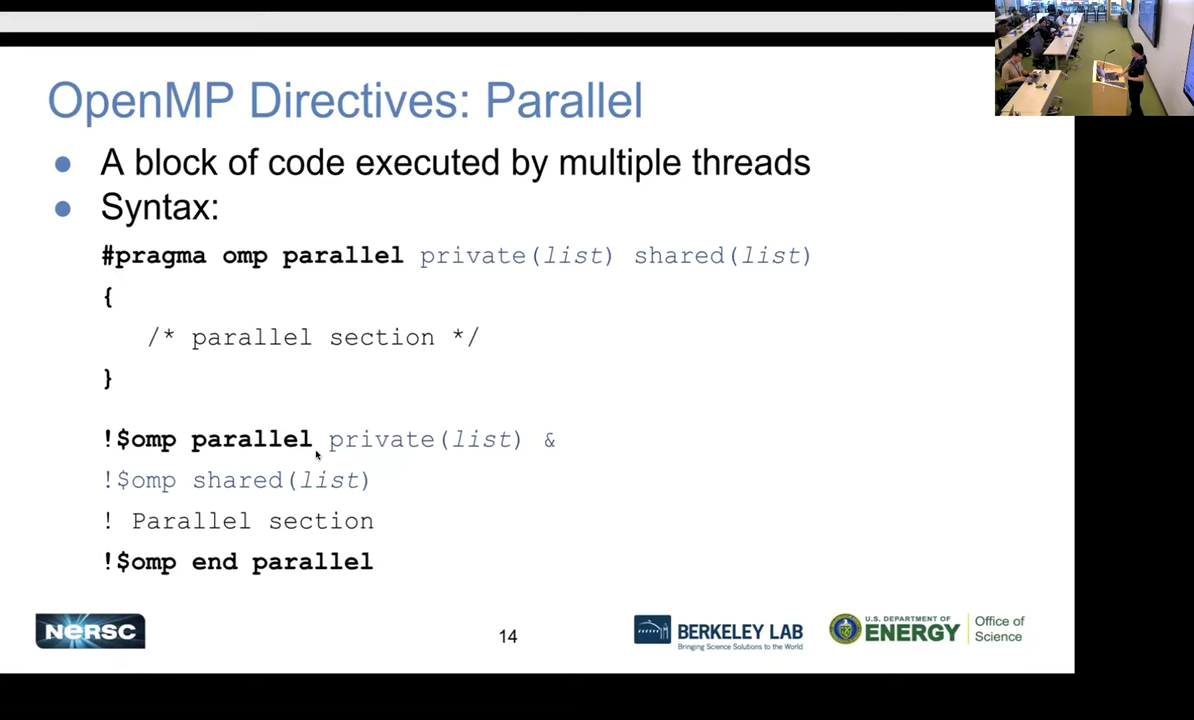 OpenMP Directives: Parallel
● A block of code executed by multiple threads
● Syntax:
#pragma omp parallel private(list) shared(list)
{
/* parallel section */
}
!$omp parallel private(list) &
!$omp shared(list)
! Parallel section
!$omp end parallel
NERSC
14
BERKELEY LAB
Bringing Science Solutions to the World
U.S. DEPARTMENT OF
ENERGY
Office of
Science